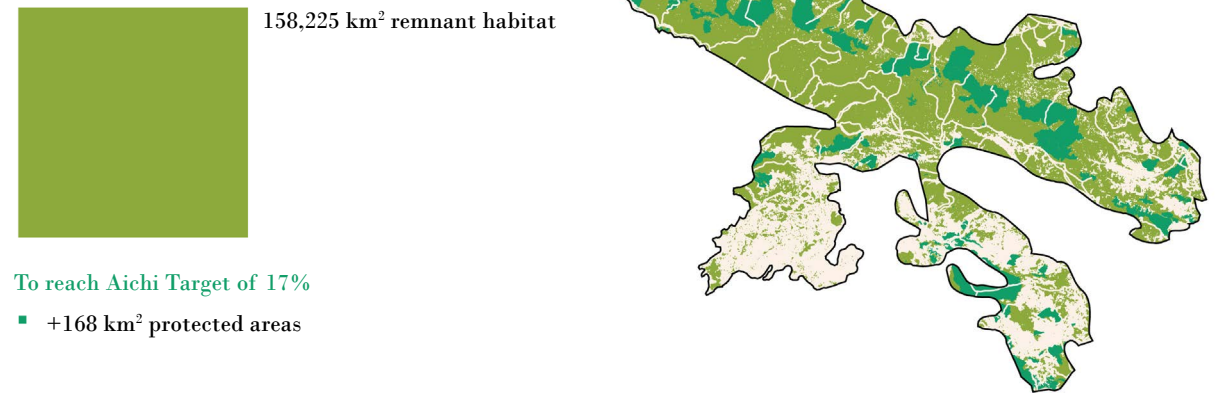 158,225 km² remnant habitat
To reach Aichi Target of 17%
+168 km² protected areas